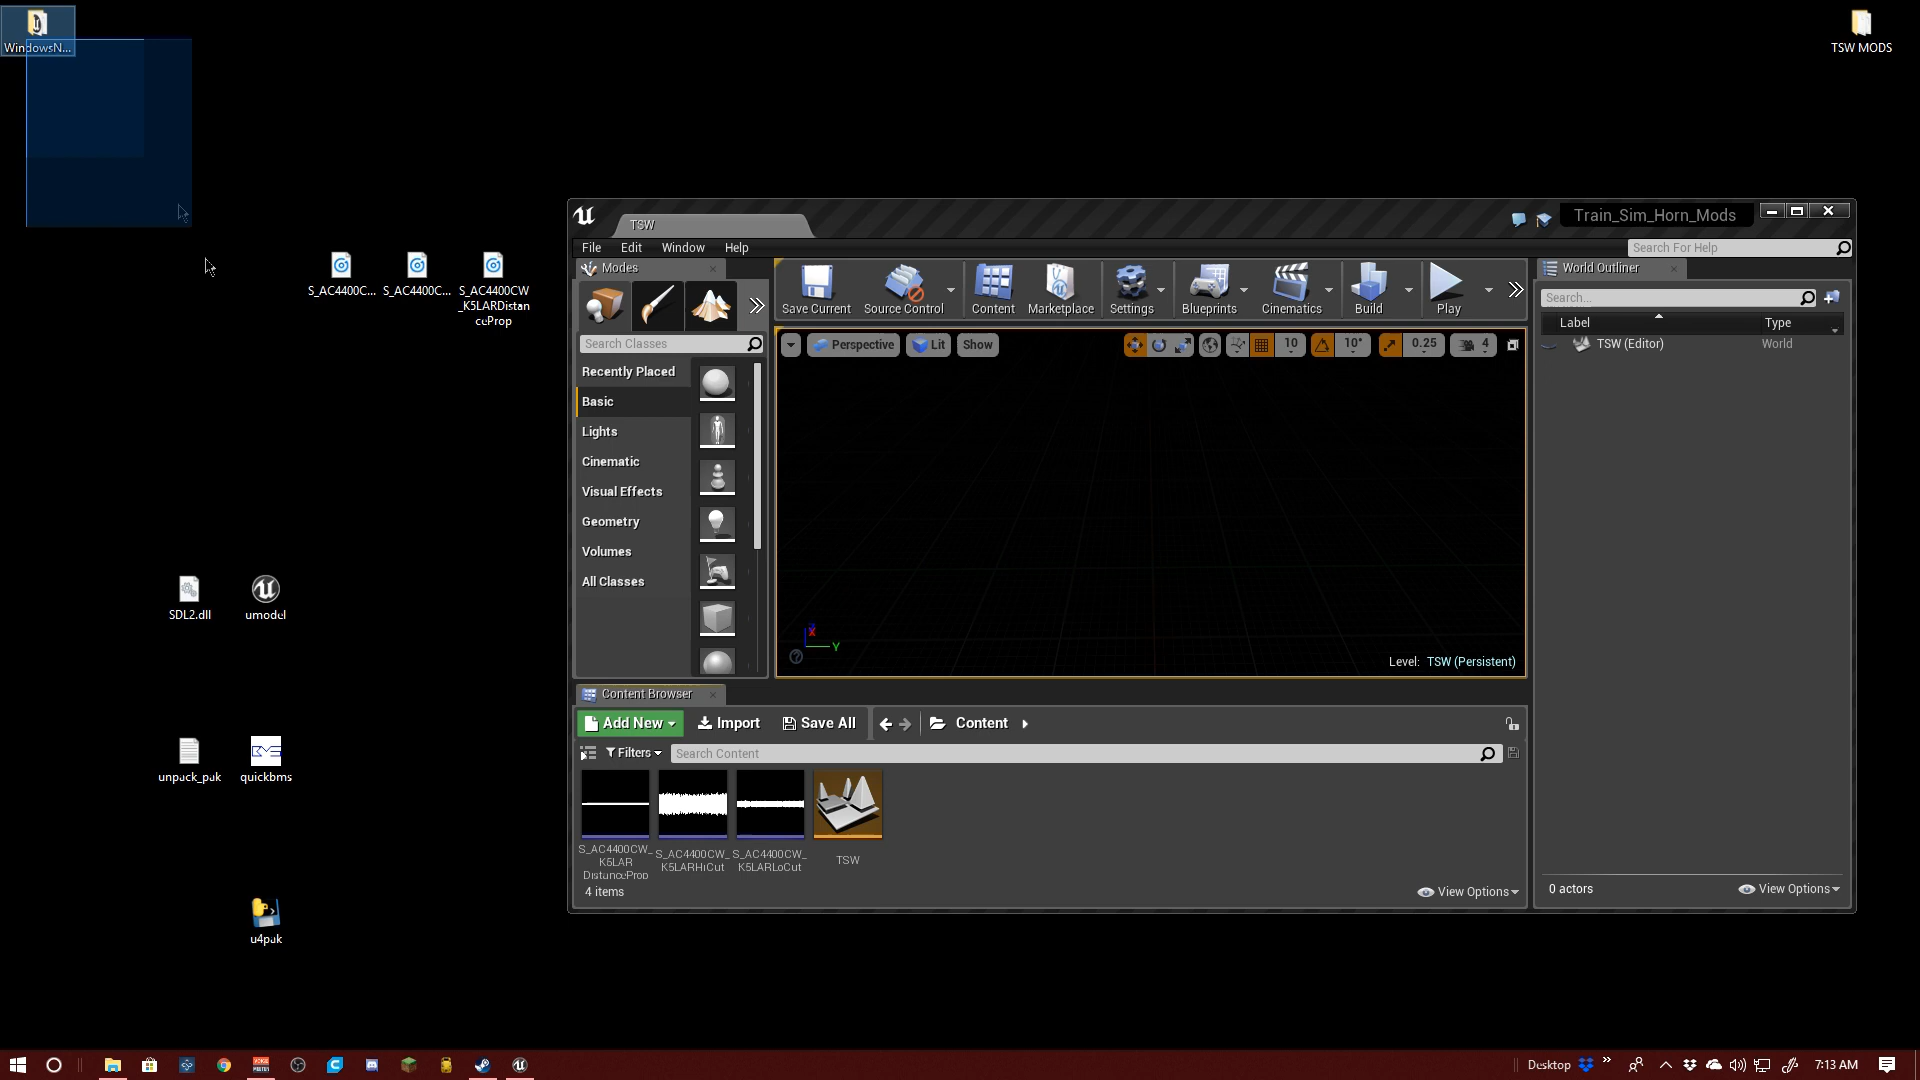 WindowsN...
TSW MODS
S_AC4400C...
S_AC4400C...
S_AC4400CW
_K5LARDistan
ceProp
SDL2.dll
umodel
unpack_pak
quickbms
u4pak
TSW
Train_Sim_Horn_Mods
File Edit Window Help
Search For Help
Modes
Search Classes
Recently Placed
Basic
Lights
Cinematic
Visual Effects
Geometry
Volumes
All Classes
Save Current
Source Control
Content
Marketplace
Settings
Blueprints
Cinematics
Build
Play
Perspective
Lit
Show
10
10°
0.25
4
X
Y
Level: TSW (Persistent)
World Outliner
Search...
Label Type
TSW (Editor) World
0 actors
View Options
Content Browser
Add New
Import
Save All
Content
Filters
Search Content
S_AC4400CW_
K5LAR
DistanceProp
S_AC4400CW_
K5LARHiCut
S_AC4400CW_
K5LARLoCut
TSW
4 items
View Options
Desktop
7:13 AM